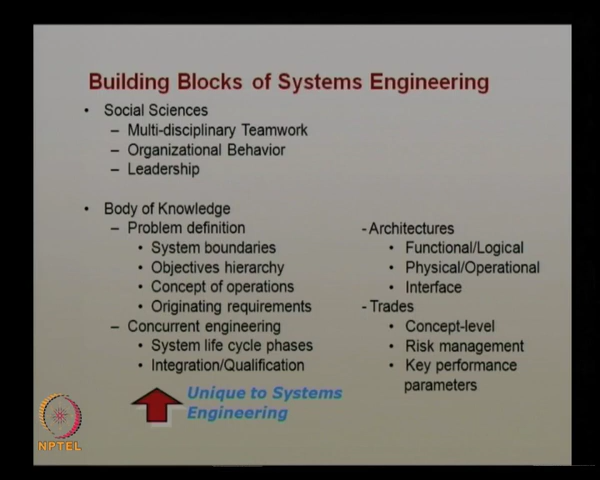 Building Blocks of Systems Engineering
• Social Sciences
– Multi-disciplinary Teamwork
– Organizational Behavior
– Leadership
• Body of Knowledge
– Problem definition
• System boundaries
• Objectives hierarchy
• Concept of operations
• Originating requirements
– Concurrent engineering
• System life cycle phases
• Integration/Qualification
- Architectures
• Functional/Logical
• Physical/Operational
• Interface
- Trades
• Concept-level
• Risk management
• Key performance
parameters
Unique to Systems
Engineering
NPTEL